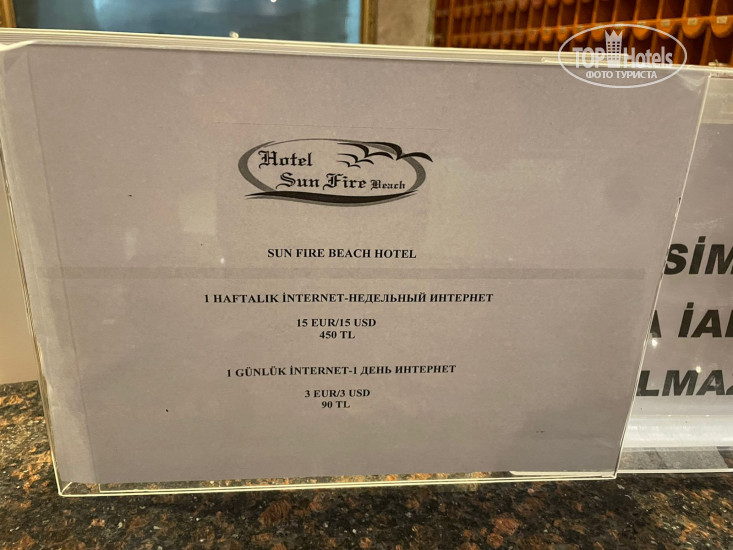 TOP Hotels
ФОТО ТУРИСТА
Hotel
Sun Fire Beach
SUN FIRE BEACH HOTEL
1 HAFTALIK İNTERNET-НЕДЕЛЬНЫЙ ИНТЕРНЕТ
15 EUR/15 USD
450 TL
1 GÜNLÜK İNTERNET-1 ДЕНЬ ИНТЕРНЕТ
3 EUR/3 USD
90 TL